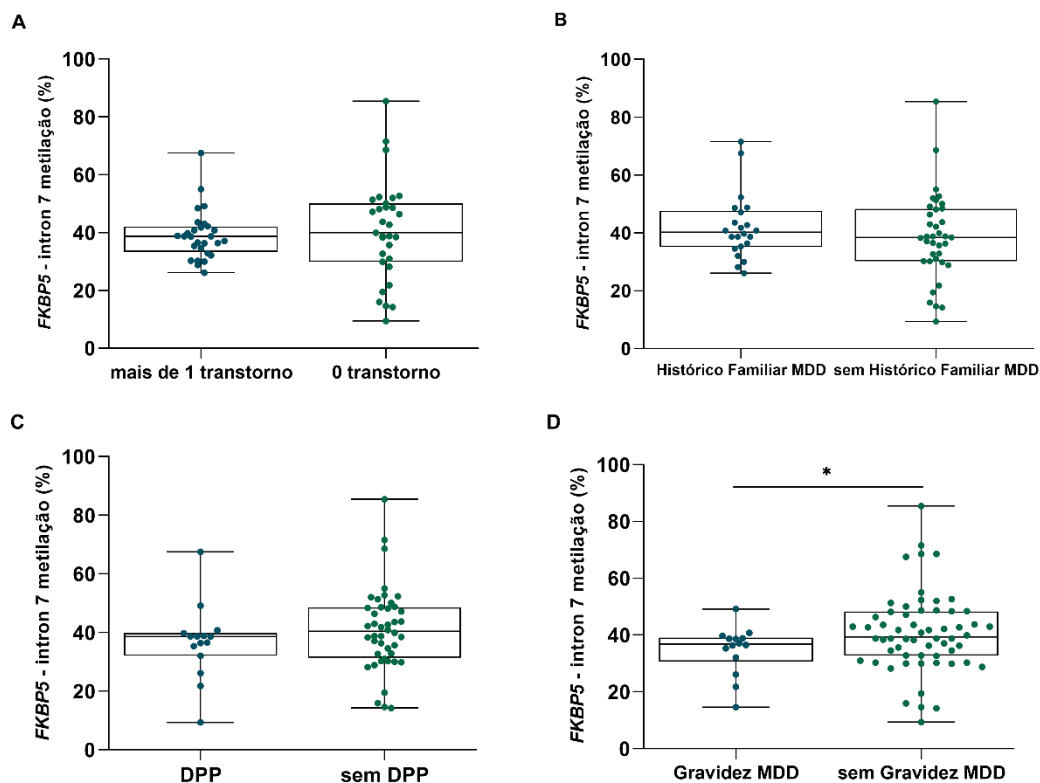 A
FKBP5 - intron 7 metilação (%)
100
80
60
40
20
0
mais de 1 transtorno
0 transtorno
B
FKBP5 - intron 7 metilação (%)
100
80
60
40
20
0
Histórico Familiar MDD
sem Histórico Familiar MDD
C
FKBP5 - intron 7 metilação (%)
100
80
60
40
20
0
DPP
sem DPP
D
FKBP5 - intron 7 metilação (%)
100
80
60
40
20
0
*
Gravidez MDD
sem Gravidez MDD